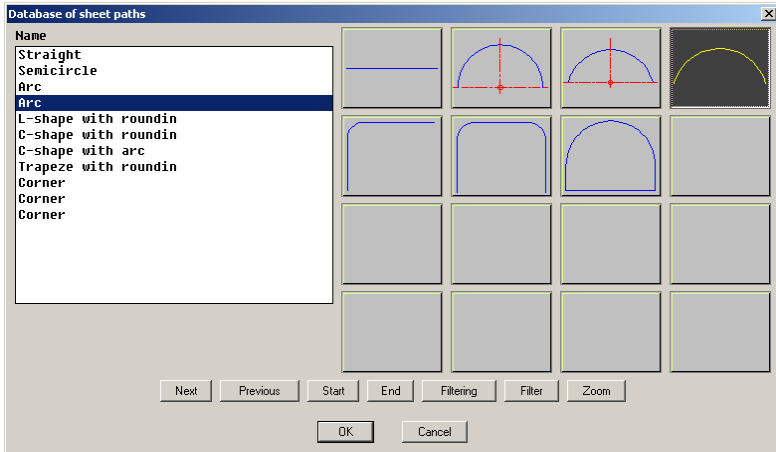 Database of sheet paths
Name
Straight
Semicircle
Arc
Arc
L-shape with roundin
C-shape with roundin
C-shape with arc
Trapeze with roundin
Corner
Corner
Corner
Next Previous Start End Filtering Filter Zoom
OK Cancel